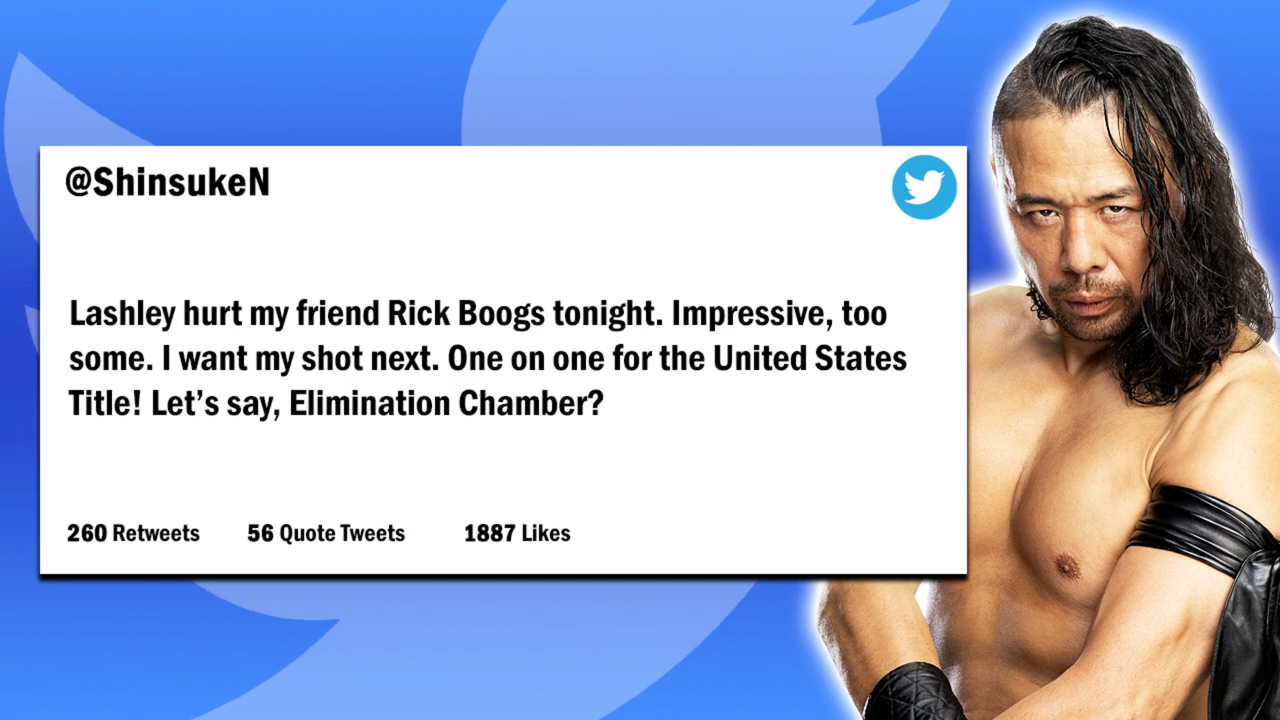 @ShinsukeN
Lashley hurt my friend Rick Boogs tonight. Impressive, too
some. I want my shot next. One on one for the United States
Title! Let’s say, Elimination Chamber?
260 Retweets 56 Quote Tweets 1887 Likes